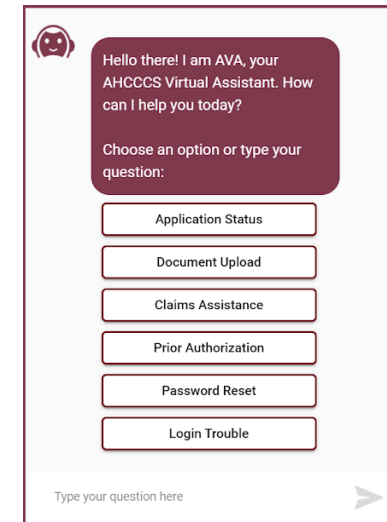 Hello there! I am AVA, your
AHCCCS Virtual Assistant. How
can I help you today?
Choose an option or type your
question:
Application Status
Document Upload
Claims Assistance
Prior Authorization
Password Reset
Login Trouble
Type your question here